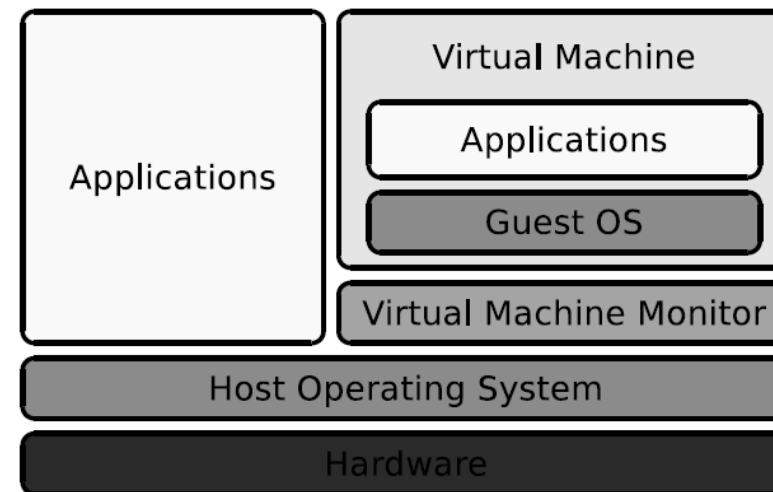 Virtual Machine
Applications
Applications
Guest OS
Virtual Machine Monitor
Host Operating System
Hardware